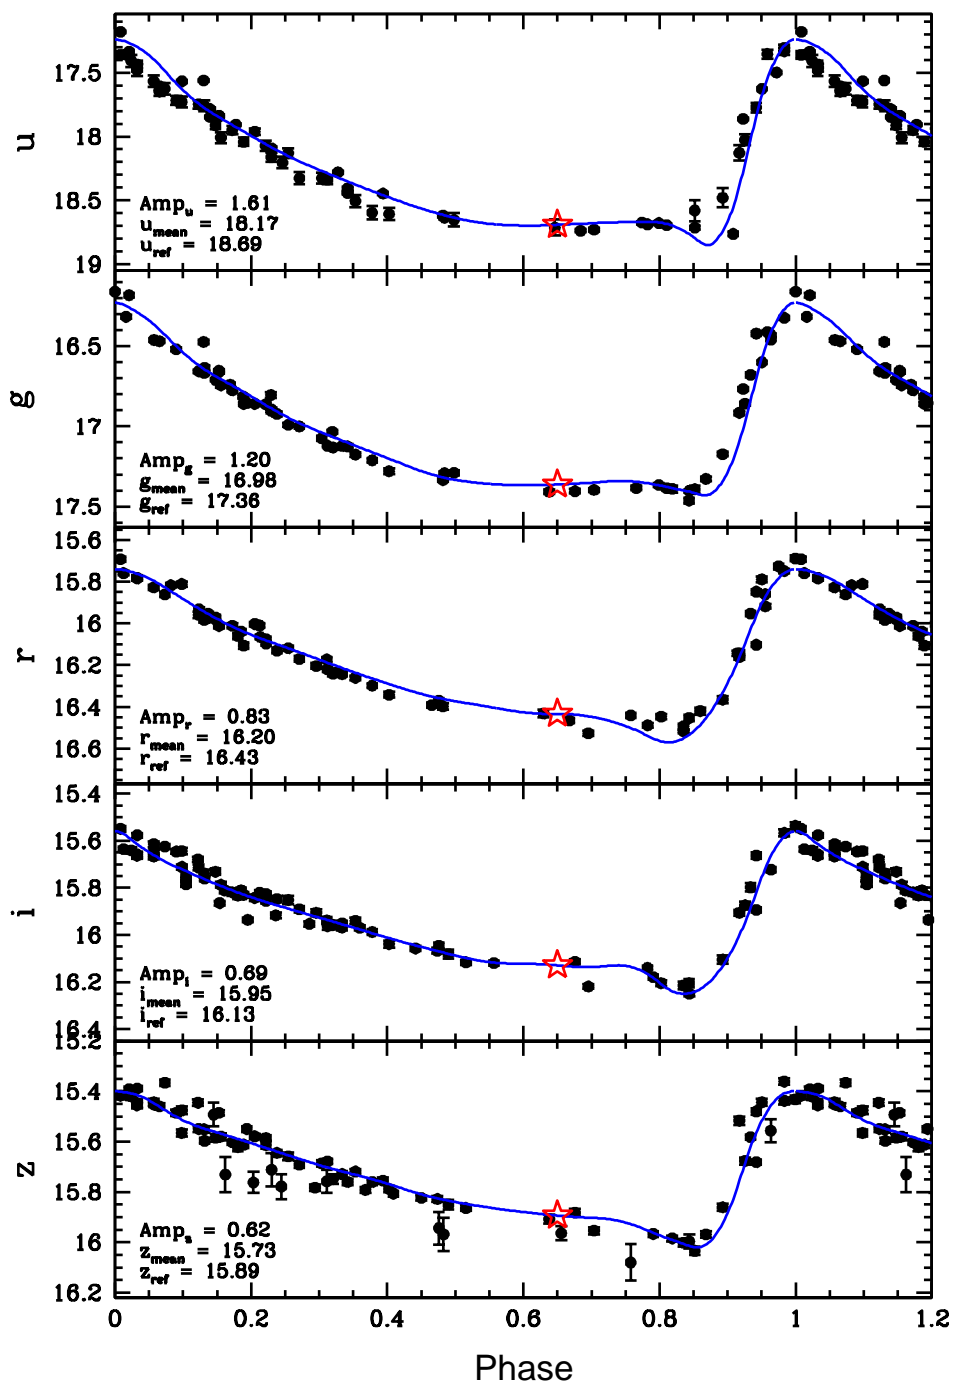 17.5
18
18.5
19
u
Amp_u = 1.61
u_mean = 18.17
u_ref = 18.69
16.5
17
17.5
g
Amp_g = 1.20
g_mean = 16.98
g_ref = 17.36
15.6
15.8
16
16.2
16.4
16.6
r
Amp_r = 0.83
r_mean = 16.20
r_ref = 16.43
15.4
15.6
15.8
16
16.2
16.4
i
Amp_i = 0.69
i_mean = 15.95
i_ref = 16.13
15.2
15.4
15.6
15.8
16
16.2
z
Amp_z = 0.62
z_mean = 15.73
z_ref = 15.89
0 0.2 0.4 0.6 0.8 1 1.2
Phase